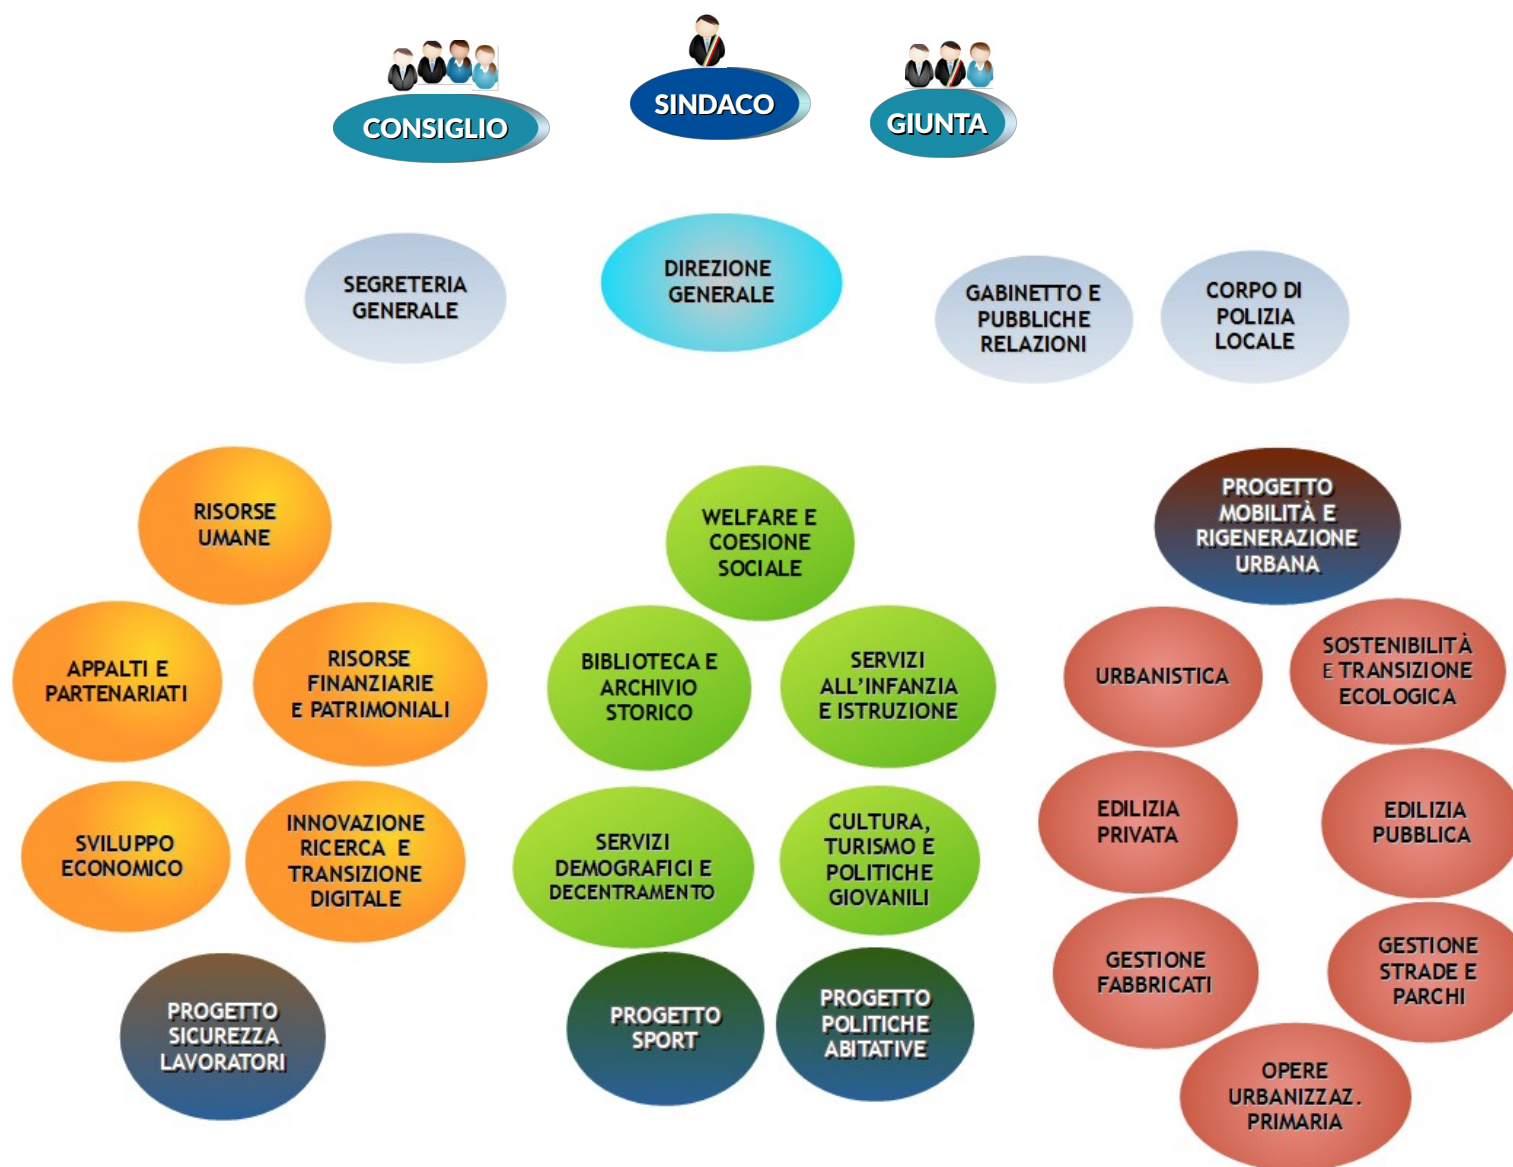 CONSIGLIO
SINDACO
GIUNTA
SEGRETERIA
GENERALE
DIREZIONE
GENERALE
GABINETTO E
PUBBLICHE
RELAZIONI
CORPO DI
POLIZIA
LOCALE
RISORSE
UMANE
APPALTI E
PARTENARIATI
RISORSE
FINANZIARIE
E PATRIMONIALI
SVILUPPO
ECONOMICO
INNOVAZIONE
RICERCA E
TRANSIZIONE
DIGITALE
PROGETTO
SICUREZZA
LAVORATORI
WELFARE E
COESIONE
SOCIALE
BIBLIOTECA E
ARCHIVIO
STORICO
SERVIZI
ALL'INFANZIA
E ISTRUZIONE
SERVIZI
DEMOGRAFICI E
DECENTRAMENTO
CULTURA,
TURISMO E
POLITICHE
GIOVANILI
PROGETTO
SPORT
PROGETTO
POLITICHE
ABITATIVE
PROGETTO
MOBILITÀ E
RIGENERAZIONE
URBANA
URBANISTICA
SOSTENIBILITÀ
E TRANSIZIONE
ECOLOGICA
EDILIZIA
PRIVATA
EDILIZIA
PUBBLICA
GESTIONE
FABBRICATI
GESTIONE
STRADE E
PARCHI
OPERE
URBANIZZAZ.
PRIMARIA